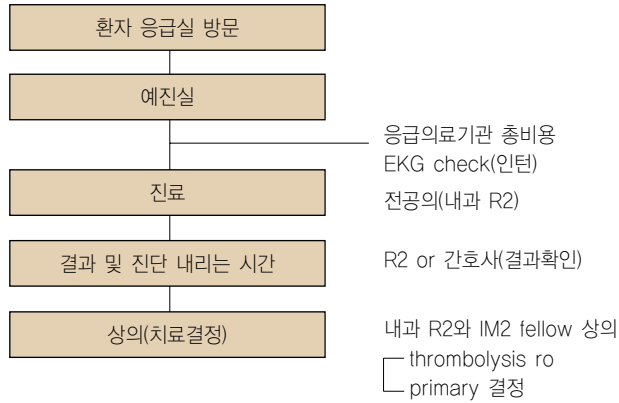 환자 응급실 방문
예진실
응급의료기관 총비용
EKG check(인턴)
진료
전공의(내과 R2)
결과 및 진단 내리는 시간
R2 or 간호사(결과확인)
상의(치료결정)
내과 R2와 IM2 fellow 상의
thrombolysis ro
primary 결정